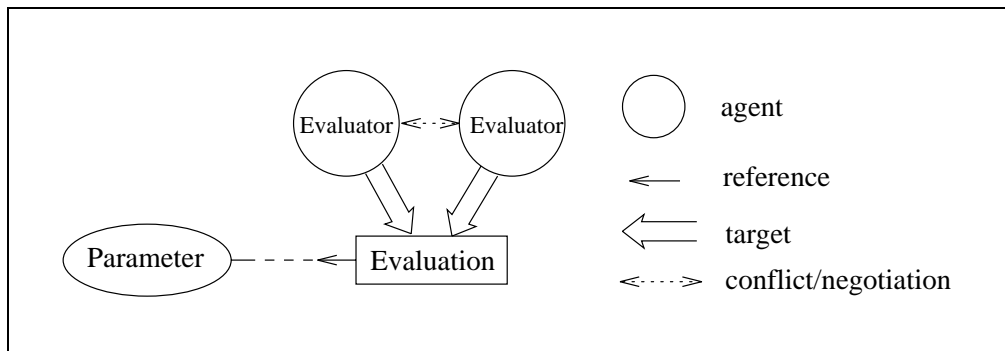 Evaluator Evaluator
Parameter
Evaluation
agent
reference
target
conflict/negotiation